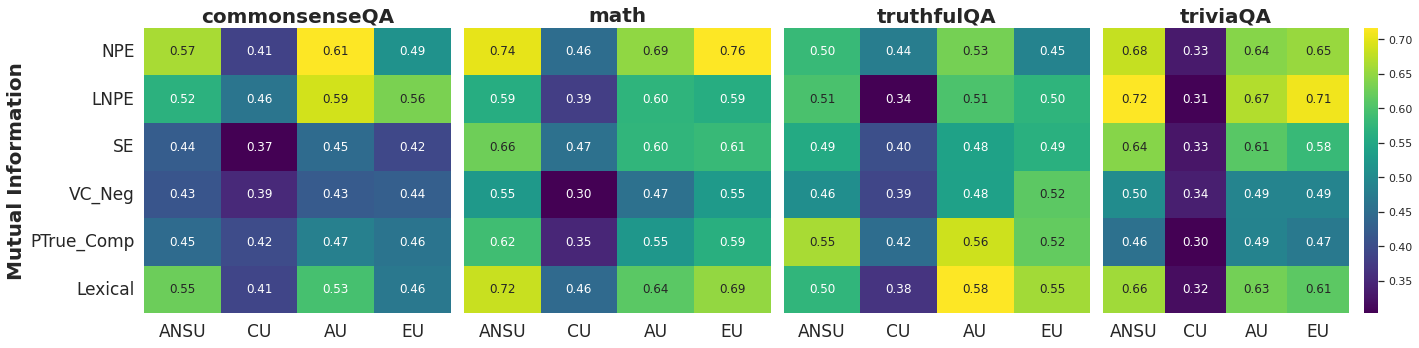 commonsenseQA math truthfulQA triviaQA
Mutual Information
NPE 0.57 0.41 0.61 0.49 0.74 0.46 0.69 0.76 0.50 0.44 0.53 0.45 0.68 0.33 0.64 0.65
LNPE 0.52 0.46 0.59 0.56 0.59 0.39 0.60 0.59 0.51 0.34 0.51 0.50 0.72 0.31 0.67 0.71
SE 0.44 0.37 0.45 0.42 0.66 0.47 0.60 0.61 0.49 0.40 0.48 0.49 0.64 0.33 0.61 0.58
VC_Neg 0.43 0.39 0.43 0.44 0.55 0.30 0.47 0.55 0.46 0.39 0.48 0.52 0.50 0.34 0.49 0.49
PTrue_Comp 0.45 0.42 0.47 0.46 0.62 0.35 0.55 0.59 0.55 0.42 0.56 0.52 0.46 0.30 0.49 0.47
Lexical 0.55 0.41 0.53 0.46 0.72 0.46 0.64 0.69 0.50 0.38 0.58 0.55 0.66 0.32 0.63 0.61
ANSU CU AU EU ANSU CU AU EU ANSU CU AU EU ANSU CU AU EU
0.70
0.65
0.60
0.55
0.50
0.45
0.40
0.35